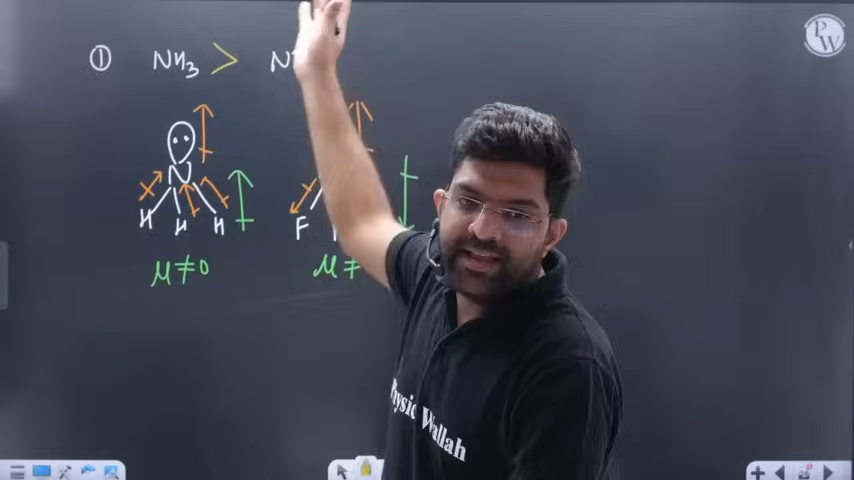 ① NH₃ > N
N
H H H F
μ≠0 μ≠
Physics Wallah
PW